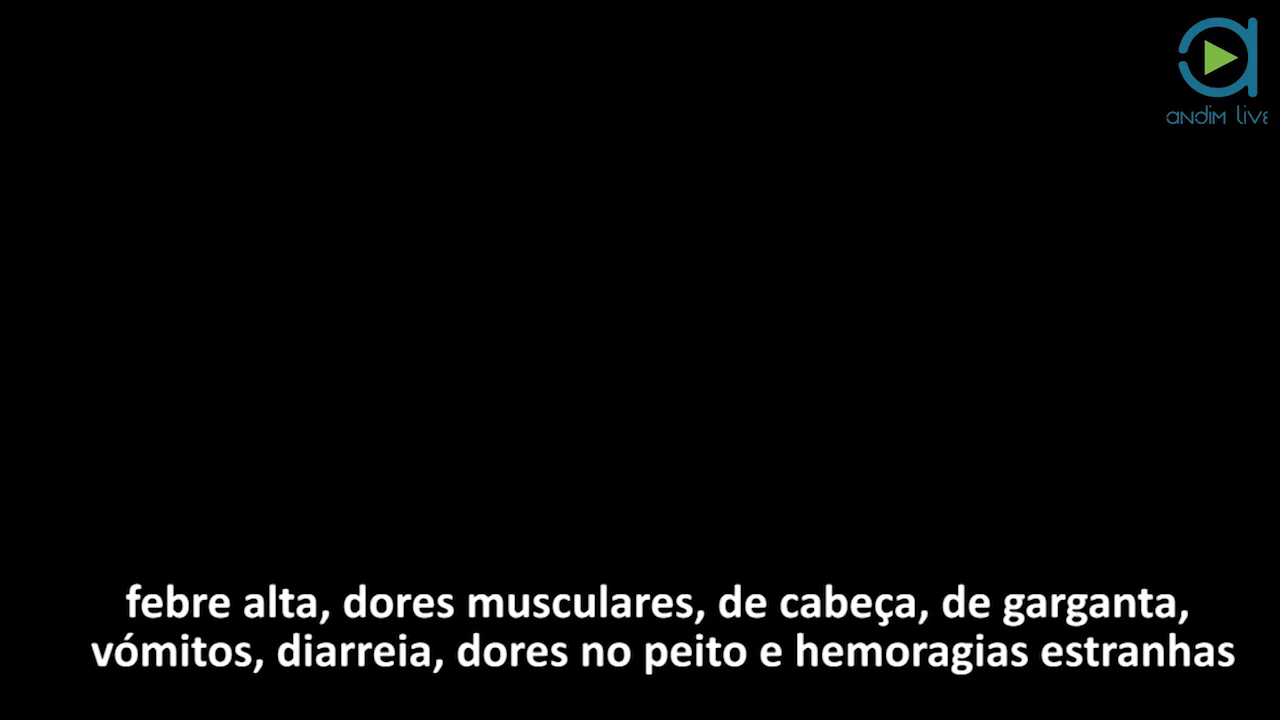 andim live
febre alta, dores musculares, de cabeça, de garganta,
vómitos, diarreia, dores no peito e hemoragias estranhas